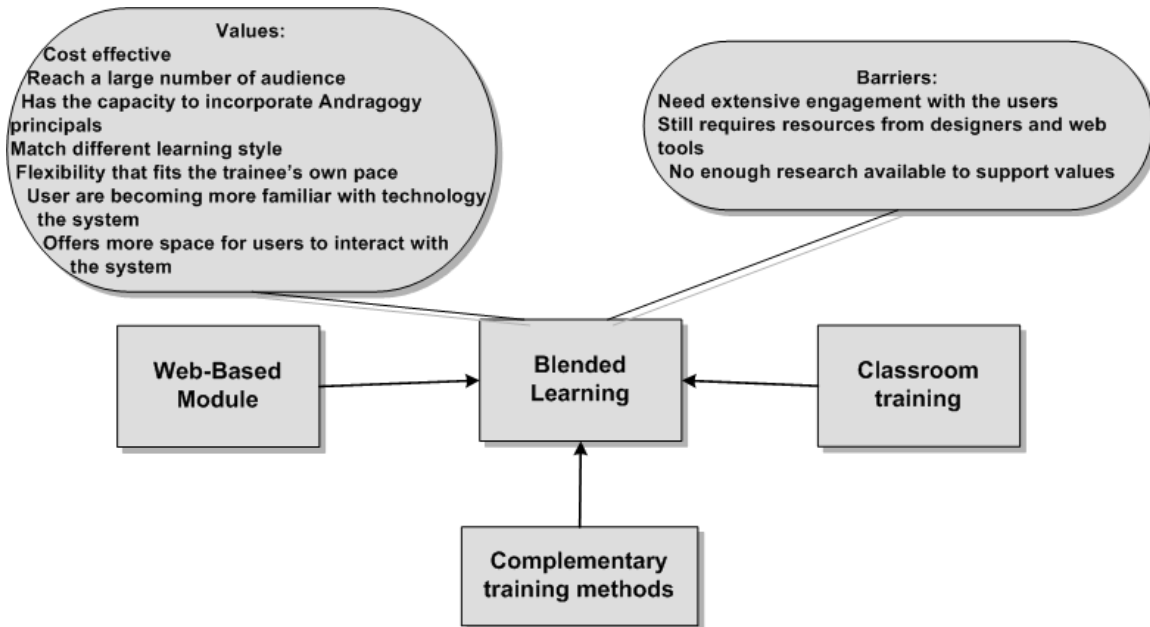 Values:
Cost effective
Reach a large number of audience
Has the capacity to incorporate Andragogy
principals
Match different learning style
Flexibility that fits the trainee's own pace
User are becoming more familiar with technology
the system
Offers more space for users to interact with
the system
Barriers:
Need extensive engagement with the users
Still requires resources from designers and web
tools
No enough research available to support values
Web-Based
Module
Blended
Learning
Classroom
training
Complementary
training methods